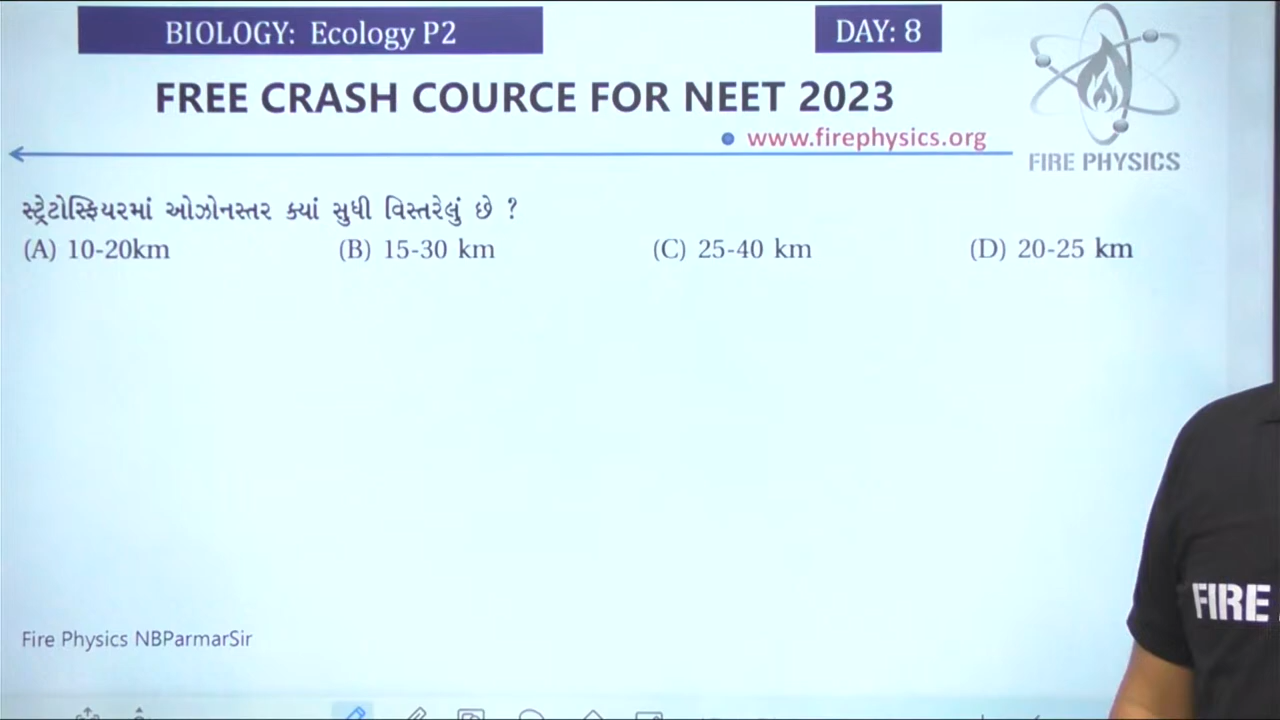 BIOLOGY: Ecology P2
DAY: 8
FREE CRASH COURCE FOR NEET 2023
• www.firephysics.org
FIRE PHYSICS
સ્ટ્રેટોસ્ફિયરમાં ઓઝોનસ્તર ક્યાં સુધી વિસ્તરેલું છે ?
(A) 10-20km (B) 15-30 km (C) 25-40 km (D) 20-25 km
FIRE
Fire Physics NBParmarSir